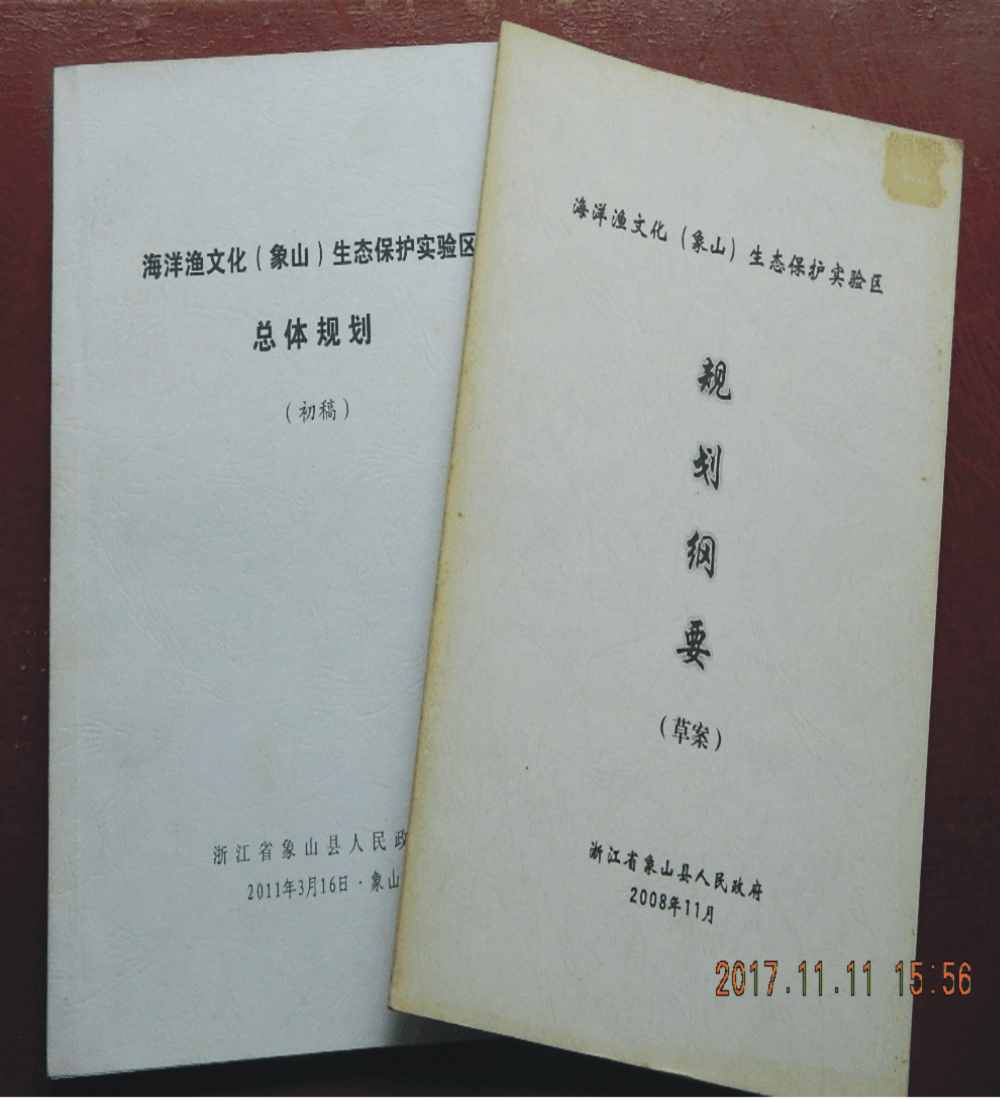 海洋渔文化（象山）生态保护实验区
总体规划
（初稿）
浙江省象山县人民政
2011年3月16日·象山
海洋渔文化（象山）生态保护实验区
规
划
纲
要
（草案）
浙江省象山县人民政府
2008年11月
2017.11.11 15:56